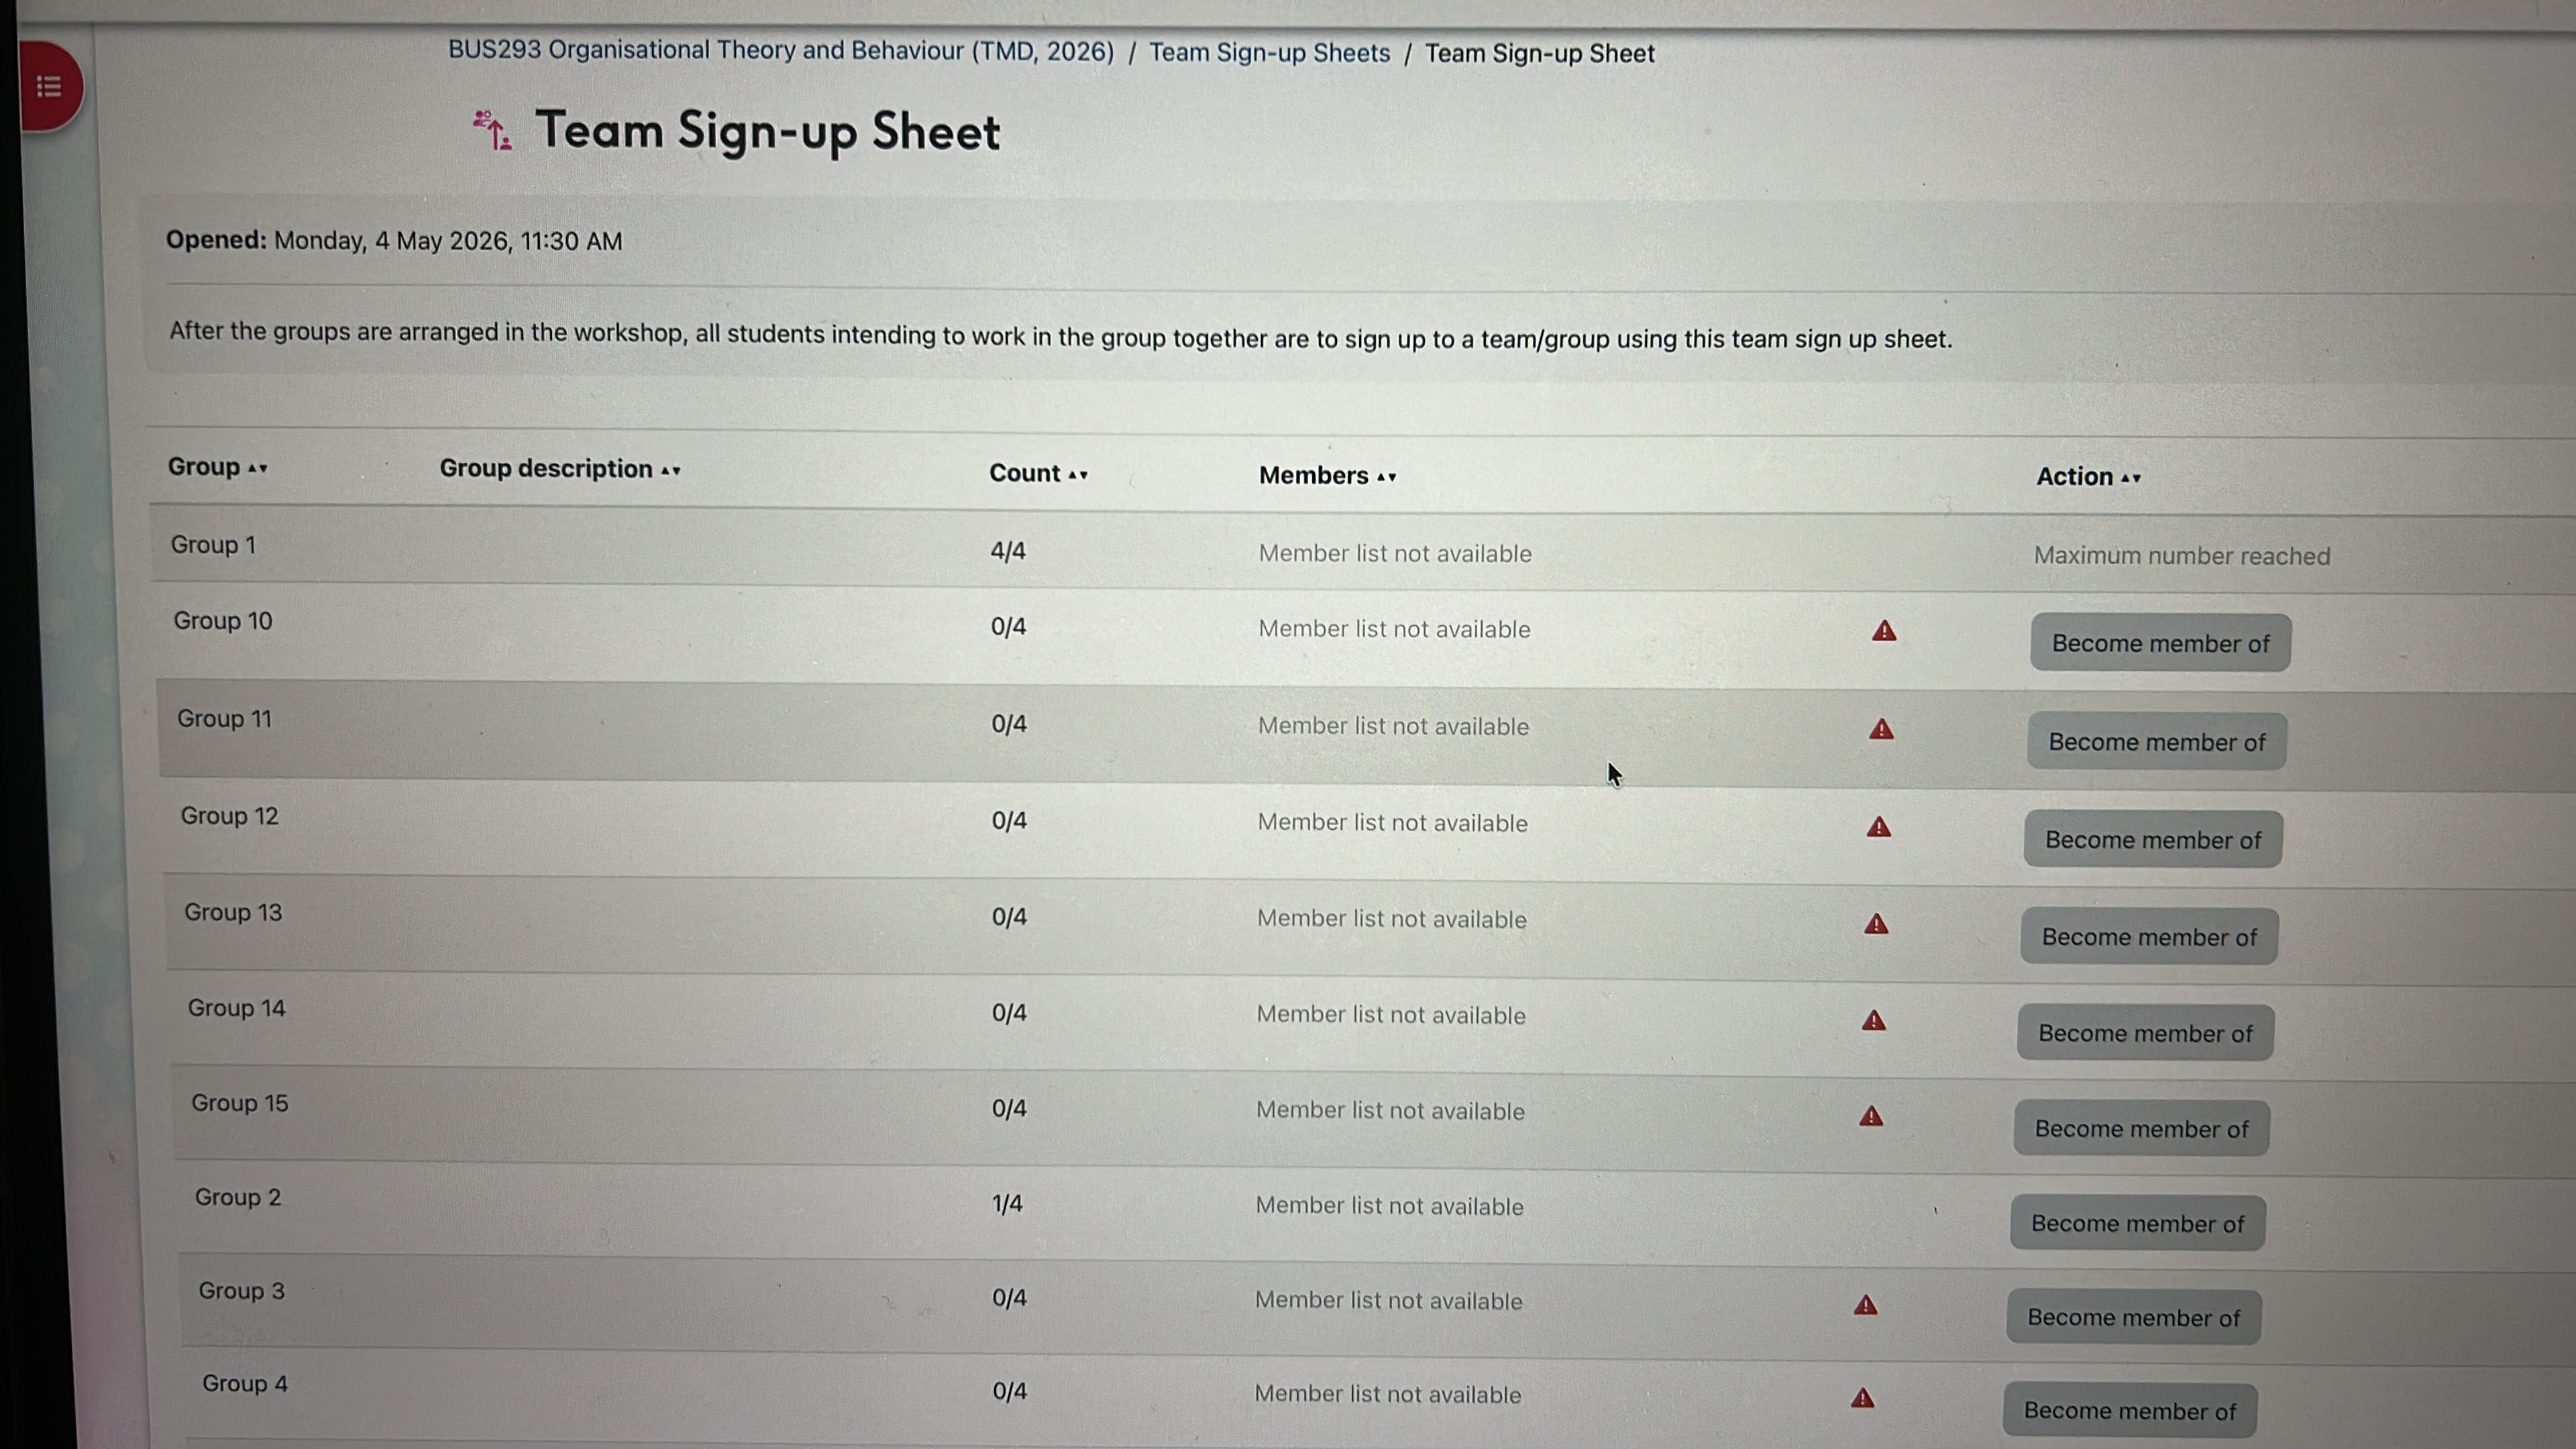 BUS293 Organisational Theory and Behaviour (TMD, 2026) / Team Sign-up Sheets / Team Sign-up Sheet
Team Sign-up Sheet
Opened: Monday, 4 May 2026, 11:30 AM
After the groups are arranged in the workshop, all students intending to work in the group together are to sign up to a team/group using this team sign up sheet.
Group Group description Count Members Action
Group 1 4/4 Member list not available Maximum number reached
Group 10 0/4 Member list not available Become member of
Group 11 0/4 Member list not available Become member of
Group 12 0/4 Member list not available Become member of
Group 13 0/4 Member list not available Become member of
Group 14 0/4 Member list not available Become member of
Group 15 0/4 Member list not available Become member of
Group 2 1/4 Member list not available Become member of
Group 3 0/4 Member list not available Become member of
Group 4 0/4 Member list not available Become member of